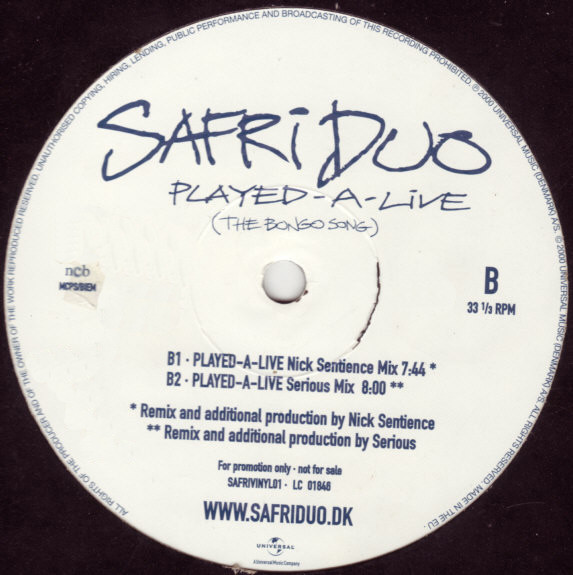 ALL RIGHTS OF THE PRODUCER AND OF THE OWNER OF THE WORK REPRODUCED RESERVED. UNAUTHORISED COPYING, HIRING, LENDING, PUBLIC PERFORMANCE AND BROADCASTING OF THIS RECORDING PROHIBITED. ℗ 2000 UNIVERSAL MUSIC (DENMARK) A/S. © 2000 UNIVERSAL MUSIC (DENMARK) A/S. ALL RIGHTS RESERVED. MADE IN THE EU.
SAFRi DUO
PLAYED-A-LiVE
(THE BONGO SONG)
ncb
MCPS/BIEM
B
33 1/3 RPM
B1 · PLAYED-A-LIVE Nick Sentience Mix 7:44 *
B2 · PLAYED-A-LIVE Serious Mix 8:00 **
* Remix and additional production by Nick Sentience
** Remix and additional production by Serious
For promotion only · not for sale
SAFRIVINYL01 · LC 01846
WWW.SAFRIDUO.DK
UNIVERSAL
A Universal Music Company